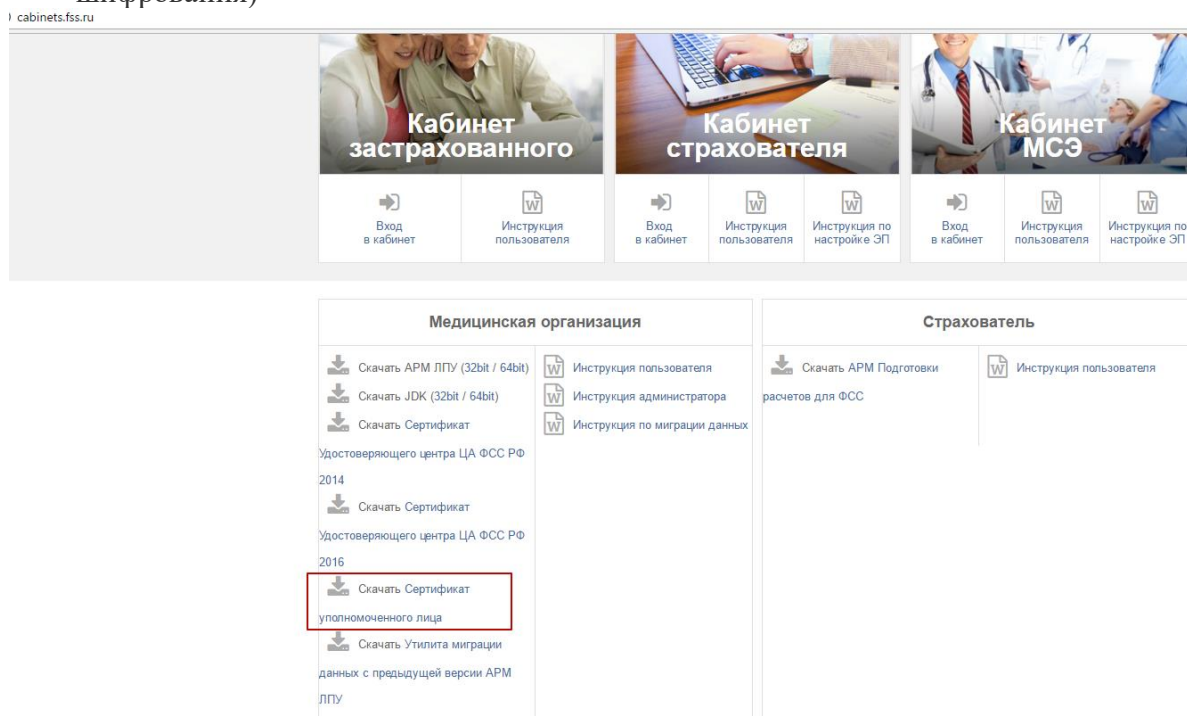 шифрования)
cabinets.fss.ru
Кабинет
застрахованного
Кабинет
страхователя
Кабинет
МСЭ
Вход
в кабинет
Инструкция
пользователя
Вход
в кабинет
Инструкция
пользователя
Инструкция по
настройке ЭП
Вход
в кабинет
Инструкция
пользователя
Инструкция по
настройке ЭП
Медицинская организация
Скачать АРМ ЛПУ (32bit / 64bit)
Скачать JDK (32bit / 64bit)
Скачать Сертификат
Удостоверяющего центра ЦА ФСС РФ
2014
Скачать Сертификат
Удостоверяющего центра ЦА ФСС РФ
2016
Скачать Сертификат
уполномоченного лица
Скачать Утилита миграции
данных с предыдущей версии АРМ
ЛПУ
Инструкция пользователя
Инструкция администратора
Инструкция по миграции данных
Страхователь
Скачать АРМ Подготовки
расчетов для ФСС
Инструкция пользователя